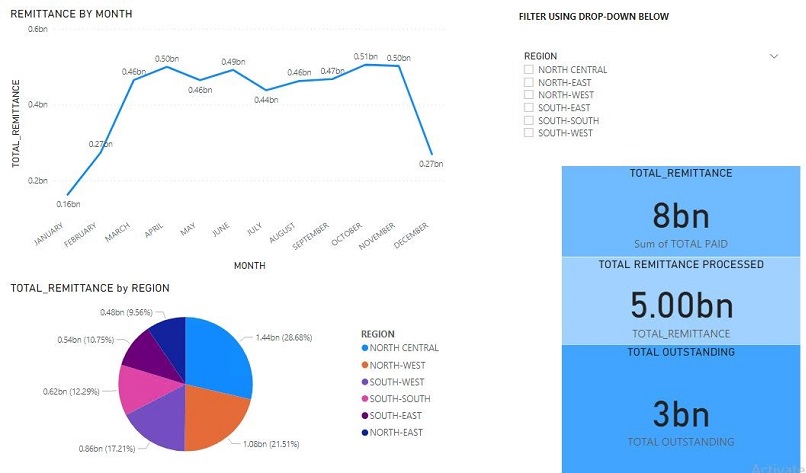 REMITTANCE BY MONTH
0.6bn
0.4bn
0.2bn
TOTAL_REMITTANCE
0.16bn
0.27bn
0.46bn
0.50bn
0.46bn
0.49bn
0.44bn
0.46bn
0.47bn
0.51bn
0.50bn
0.27bn
JANUARY
FEBRUARY
MARCH
APRIL
MAY
JUNE
JULY
AUGUST
SEPTEMBER
OCTOBER
NOVEMBER
DECEMBER
MONTH
FILTER USING DROP-DOWN BELOW
REGION
NORTH CENTRAL
NORTH-EAST
NORTH-WEST
SOUTH-EAST
SOUTH-SOUTH
SOUTH-WEST
TOTAL_REMITTANCE
8bn
Sum of TOTAL PAID
TOTAL REMITTANCE PROCESSED
5.00bn
TOTAL_REMITTANCE
TOTAL OUTSTANDING
3bn
TOTAL OUTSTANDING
TOTAL_REMITTANCE by REGION
1.44bn (28.68%)
1.08bn (21.51%)
0.86bn (17.21%)
0.62bn (12.29%)
0.54bn (10.75%)
0.48bn (9.56%)
REGION
NORTH CENTRAL
NORTH-WEST
SOUTH-WEST
SOUTH-SOUTH
SOUTH-EAST
NORTH-EAST
Activate